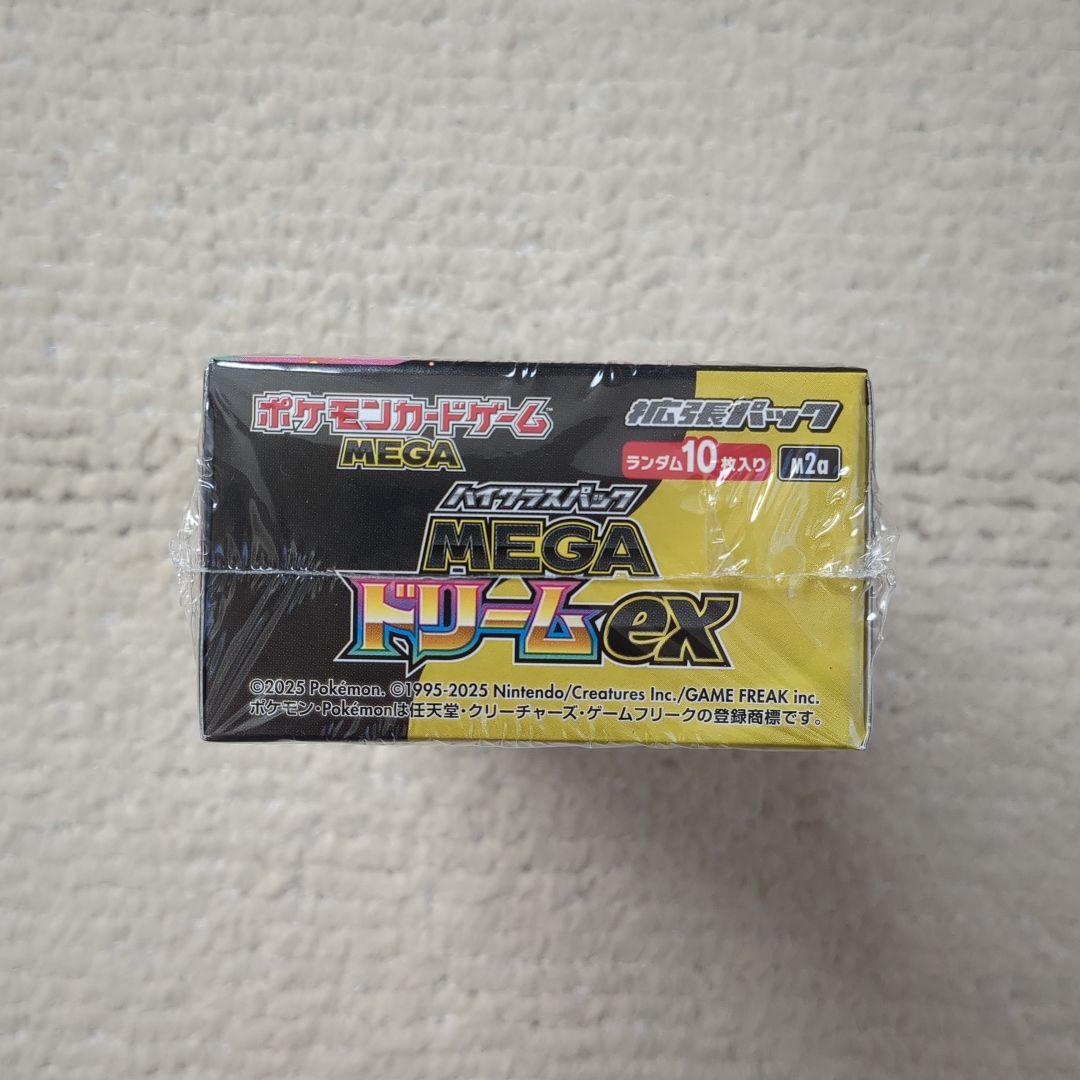 ポケモンカードゲーム™
MEGA
拡張パック
ランダム10枚入り
M2a
ハイクラスパック
MEGA
ドリームex
©2025 Pokémon. ©1995-2025 Nintendo/Creatures Inc./GAME FREAK inc.
ポケモン・Pokémonは任天堂・クリーチャーズ・ゲームフリークの登録商標です。